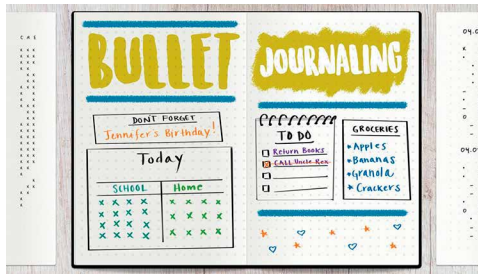 BULLET
JOURNALING
DON'T FORGET
Jennifer's Birthday!
Today
SCHOOL Home
x x x x x x x x
x x x x x x x x
x x x x x x x x
x x x x
TO DO
Return Books
CALL Uncle Rex
GROCERIES
Apples
Bananas
Granola
Crackers